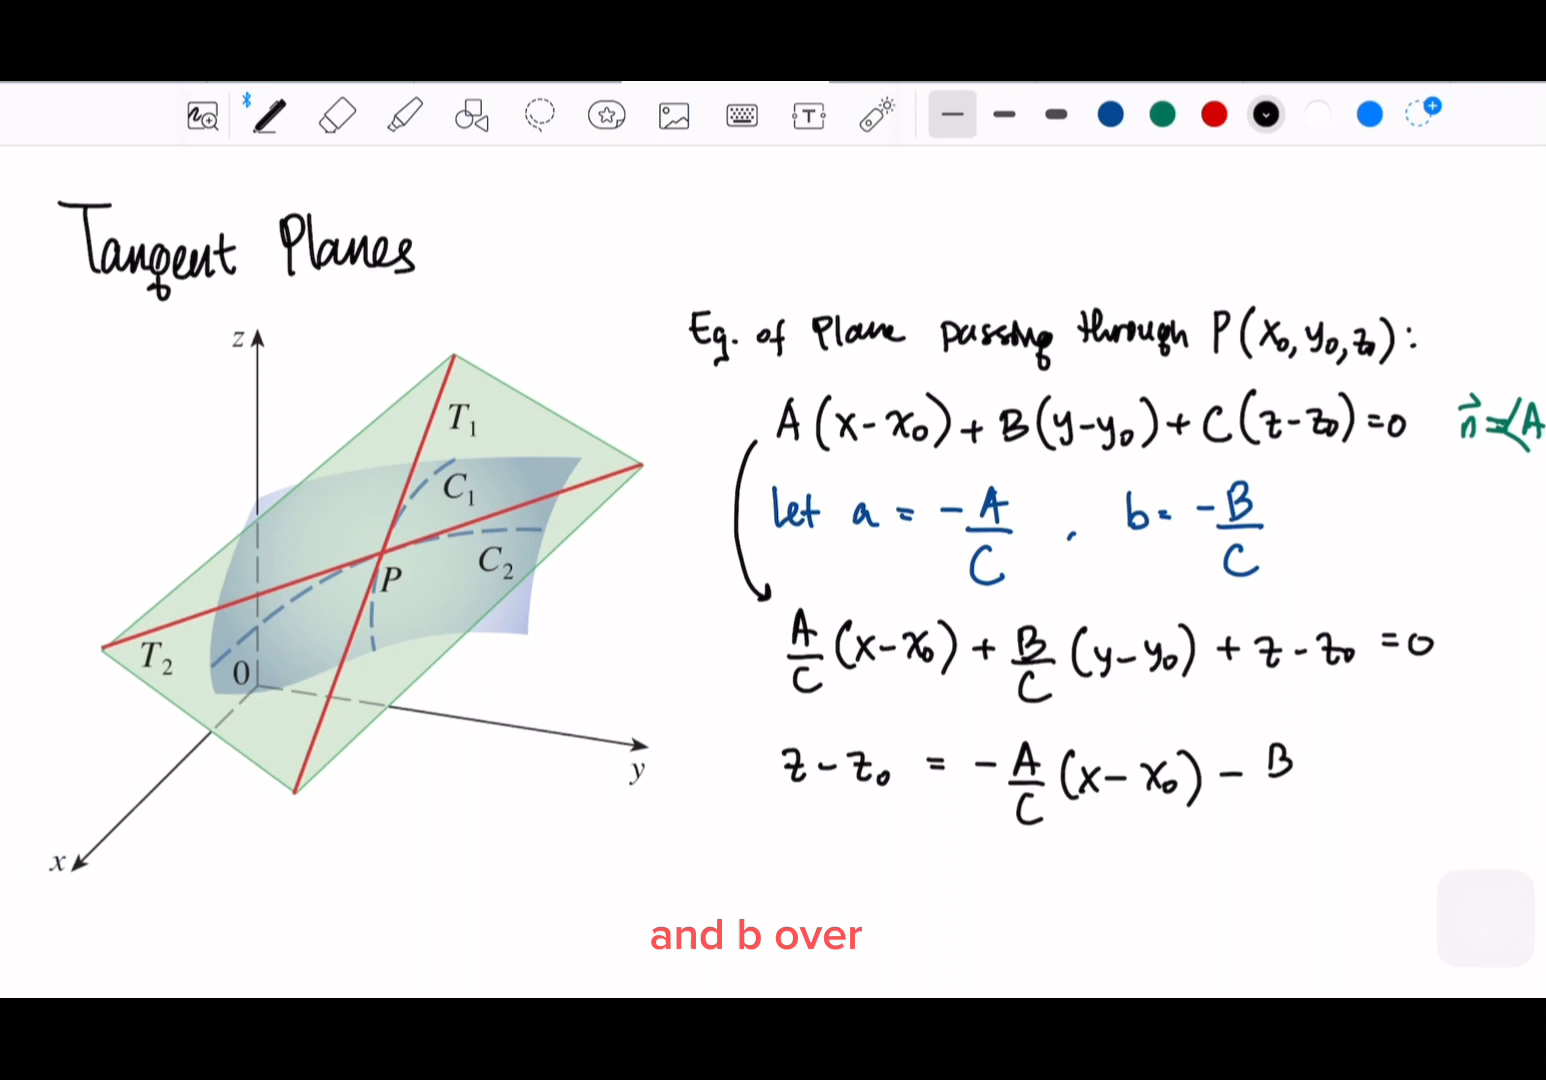 Tangent Planes
Eq. of Plane passing through P(x₀, y₀, z₀) :
A(x-x₀) + B(y-y₀) + C(z-z₀) = 0
n⃗ = ⟨A
let a = -A/C , b = -B/C
A/C (x-x₀) + B/C (y-y₀) + z - z₀ = 0
z - z₀ = - A/C (x-x₀) - B
z
T₁
C₁
C₂
P
T₂
0
y
x
and b over